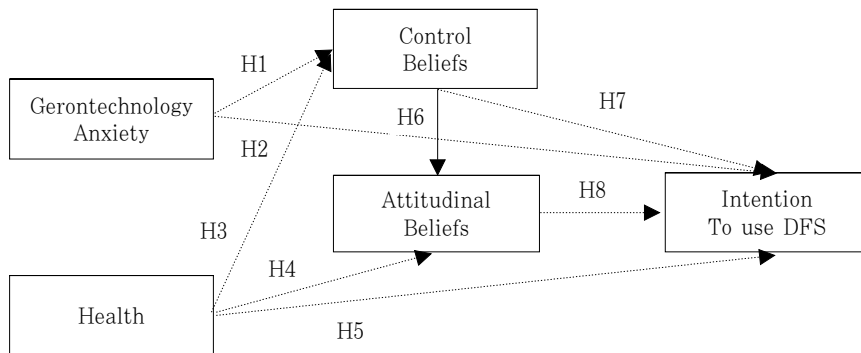 Control
Beliefs
H1
Gerontechnology
Anxiety
H2
H6
H7
Attitudinal
Beliefs
H8
Intention
To use DFS
H3
H4
Health
H5